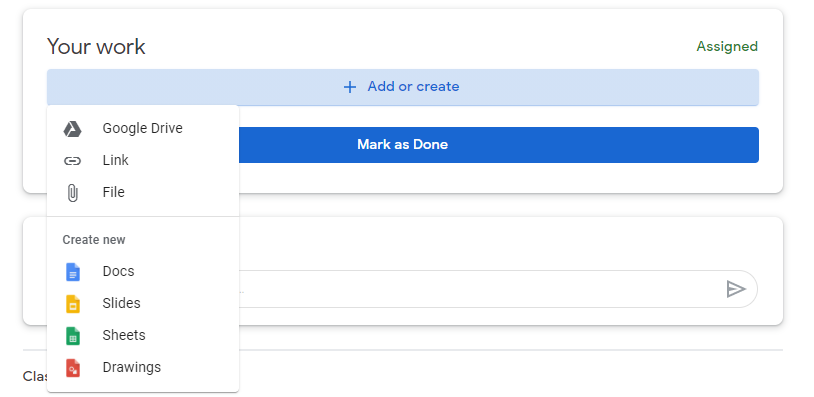 Your work
Assigned
+ Add or create
Google Drive
Link
File
Mark as Done
Create new
Docs
Slides
Sheets
Drawings